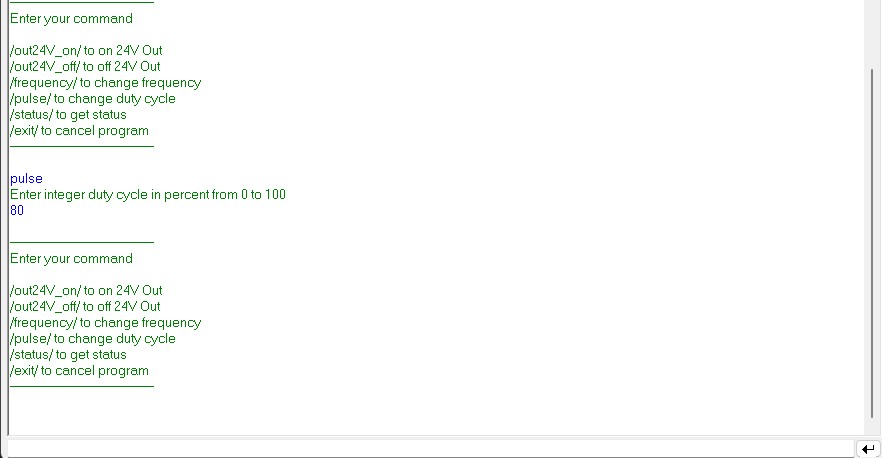 Enter your command
/out24V_on/ to on 24V Out
/out24V_off/ to off 24V Out
/frequency/ to change frequency
/pulse/ to change duty cycle
/status/ to get status
/exit/ to cancel program
pulse
Enter integer duty cycle in percent from 0 to 100
80
Enter your command
/out24V_on/ to on 24V Out
/out24V_off/ to off 24V Out
/frequency/ to change frequency
/pulse/ to change duty cycle
/status/ to get status
/exit/ to cancel program